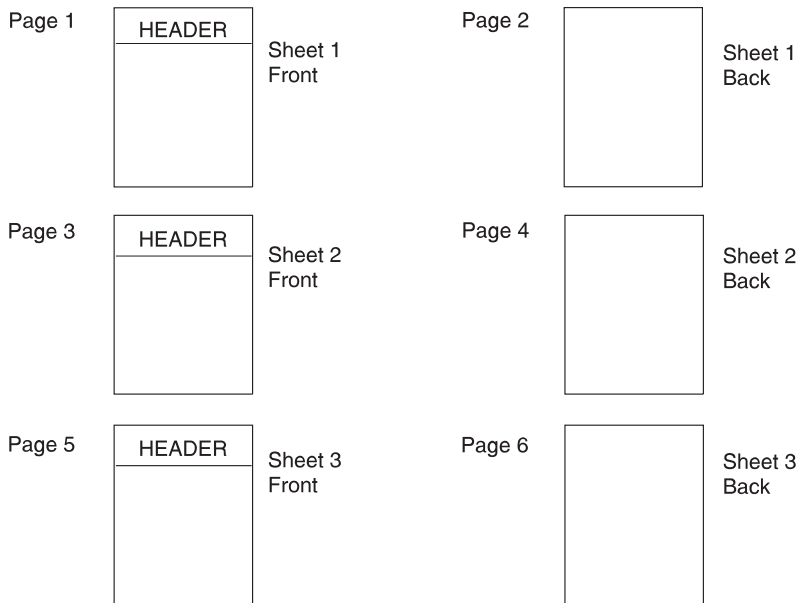 Page 1
HEADER
Sheet 1
Front
Page 2
Sheet 1
Back
Page 3
HEADER
Sheet 2
Front
Page 4
Sheet 2
Back
Page 5
HEADER
Sheet 3
Front
Page 6
Sheet 3
Back